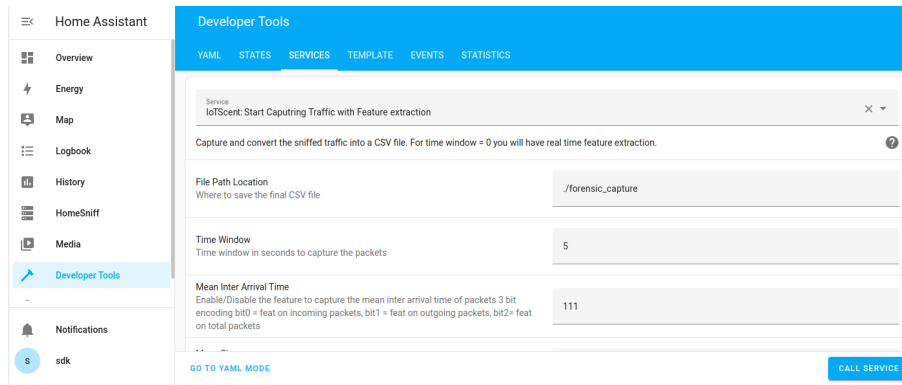 Home Assistant
Developer Tools
YAML STATES SERVICES TEMPLATE EVENTS STATISTICS
Overview
Energy
Map
Logbook
History
HomeSniff
Media
Developer Tools
Notifications
S sdk
Service
IoTScent: Start Caputring Traffic with Feature extraction
Capture and convert the sniffed traffic into a CSV file. For time window = 0 you will have real time feature extraction.
File Path Location
Where to save the final CSV file
./forensic_capture
Time Window
Time window in seconds to capture the packets
5
Mean Inter Arrival Time
Enable/Disable the feature to capture the mean inter arrival time of packets 3 bit
encoding bit0 = feat on incoming packets, bit1 = feat on outgoing packets, bit2= feat
on total packets
111
GO TO YAML MODE
CALL SERVICE